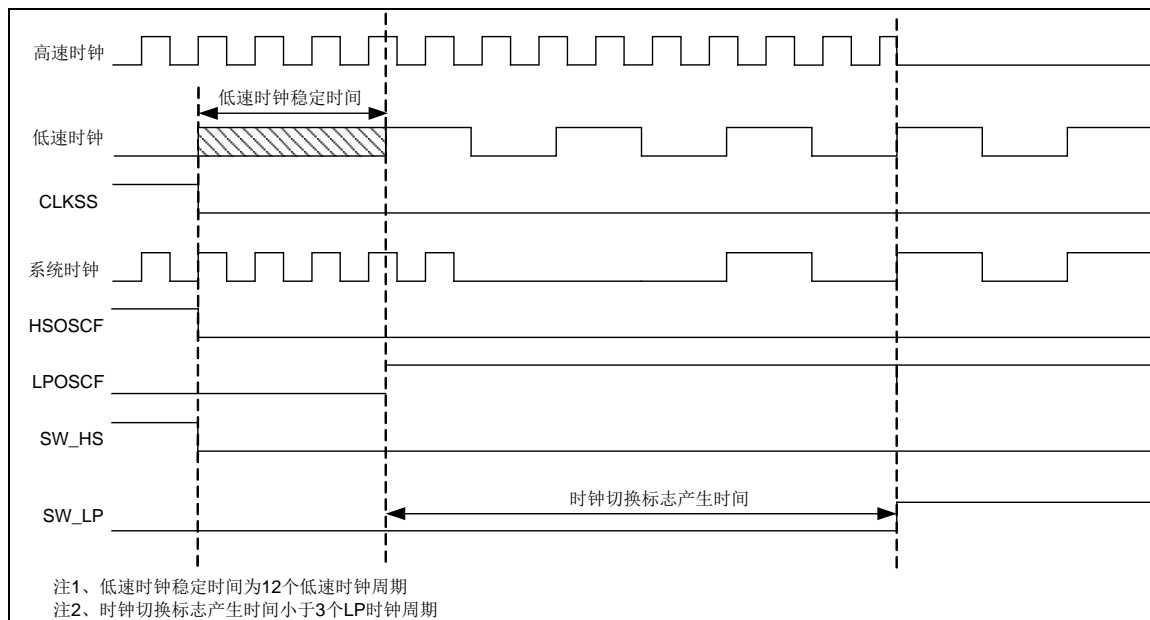 高速时钟
低速时钟稳定时间
低速时钟
CLKSS
系统时钟
HSOSCF
LPOSCF
SW_HS
时钟切换标志产生时间
SW_LP
注1、低速时钟稳定时间为12个低速时钟周期
注2、时钟切换标志产生时间小于3个LP时钟周期